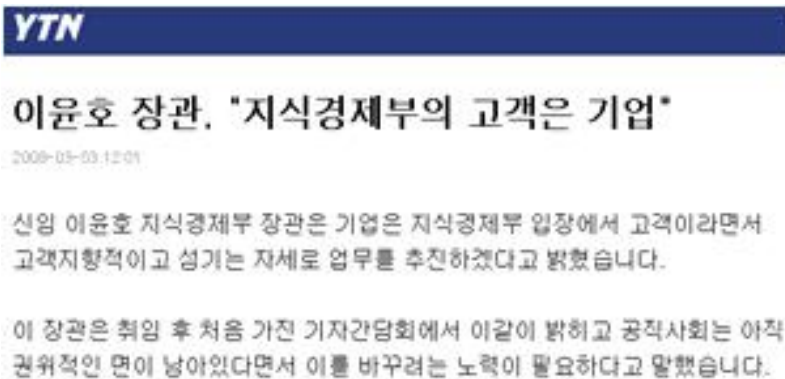 YTN
이윤호 장관, "지식경제부의 고객은 기업"
2008-03-03 12:01
신임 이윤호 지식경제부 장관은 기업은 지식경제부 입장에서 고객이라면서
고객지향적이고 섬기는 자세로 업무를 추진하겠다고 밝혔습니다.
이 장관은 취임 후 처음 가진 기자간담회에서 이같이 밝히고 공직사회는 아직
권위적인 면이 남아있다면서 이를 바꾸려는 노력이 필요하다고 말했습니다.